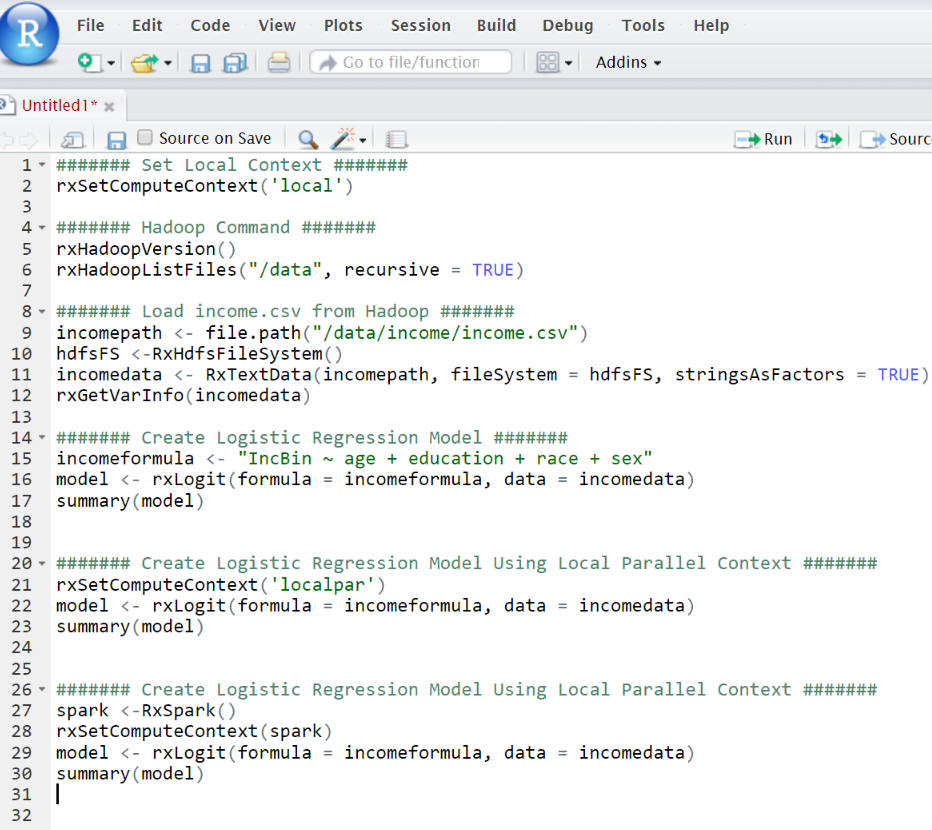 R
File Edit Code View Plots Session Build Debug Tools Help
Go to file/function Addins
Untitled1*
Source on Save Run Sourc
1 ####### Set Local Context #######
2 rxSetComputeContext('local')
3
4 ####### Hadoop Command #######
5 rxHadoopVersion()
6 rxHadoopListFiles("/data", recursive = TRUE)
7
8 ####### Load income.csv from Hadoop #######
9 incomepath <- file.path("/data/income/income.csv")
10 hdfsFS <-RxHdfsFileSystem()
11 incomedata <- RxTextData(incomepath, fileSystem = hdfsFS, stringsAsFactors = TRUE)
12 rxGetVarInfo(incomedata)
13
14 ####### Create Logistic Regression Model #######
15 incomeformula <- "IncBin ~ age + education + race + sex"
16 model <- rxLogit(formula = incomeformula, data = incomedata)
17 summary(model)
18
19
20 ####### Create Logistic Regression Model Using Local Parallel Context #######
21 rxSetComputeContext('localpar')
22 model <- rxLogit(formula = incomeformula, data = incomedata)
23 summary(model)
24
25
26 ####### Create Logistic Regression Model Using Local Parallel Context #######
27 spark <-RxSpark()
28 rxSetComputeContext(spark)
29 model <- rxLogit(formula = incomeformula, data = incomedata)
30 summary(model)
31
32